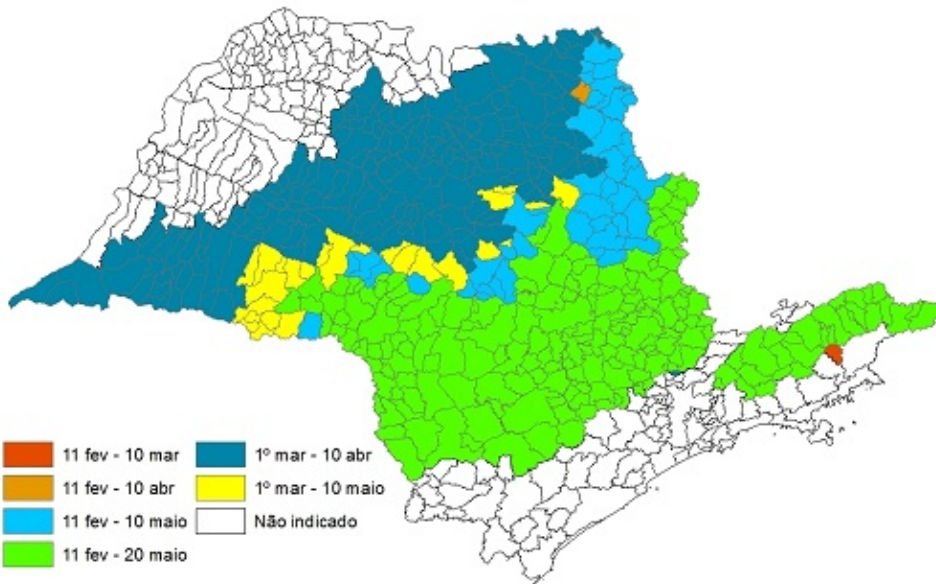 11 fev - 10 mar
11 fev - 10 abr
11 fev - 10 maio
11 fev - 20 maio
1º mar - 10 abr
1º mar - 10 maio
Não indicado